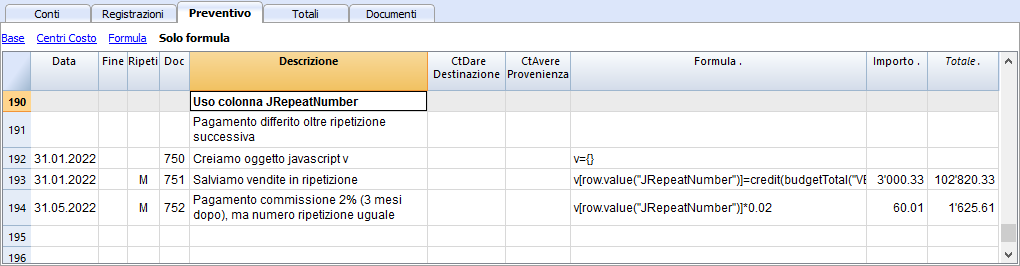 Conti Registrazioni Preventivo Totali Documenti
Base Centri Costo Formula Solo formula
Data Fine Ripeti Doc Descrizione CtDare Destinazione CtAvere Provenienza Formula . Importo . Totale .
190 Uso colonna JRepeatNumber
191 Pagamento differito oltre ripetizione
successiva
192 31.01.2022 750 Creiamo oggetto javascript v v={}
193 31.01.2022 M 751 Salviamo vendite in ripetizione v[row.value("JRepeatNumber")]=credit(budgetTotal("VE 3'000.33 102'820.33
194 31.05.2022 M 752 Pagamento commissione 2% (3 mesi
dopo), ma numero ripetizione uguale v[row.value("JRepeatNumber")]*0.02 60.01 1'625.61
195
196